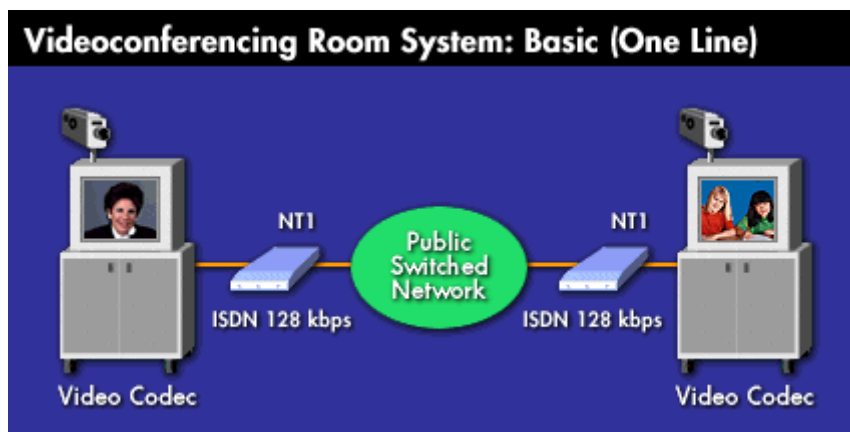 Videoconferencing Room System: Basic (One Line)
NT1
ISDN 128 kbps
Public
Switched
Network
NT1
ISDN 128 kbps
Video Codec
Video Codec